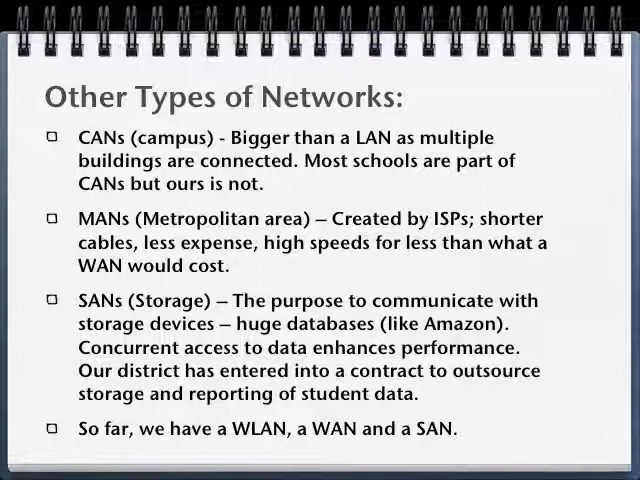 Other Types of Networks:
CANs (campus) - Bigger than a LAN as multiple
buildings are connected. Most schools are part of
CANs but ours is not.
MANs (Metropolitan area) – Created by ISPs; shorter
cables, less expense, high speeds for less than what a
WAN would cost.
SANs (Storage) – The purpose to communicate with
storage devices – huge databases (like Amazon).
Concurrent access to data enhances performance.
Our district has entered into a contract to outsource
storage and reporting of student data.
So far, we have a WLAN, a WAN and a SAN.